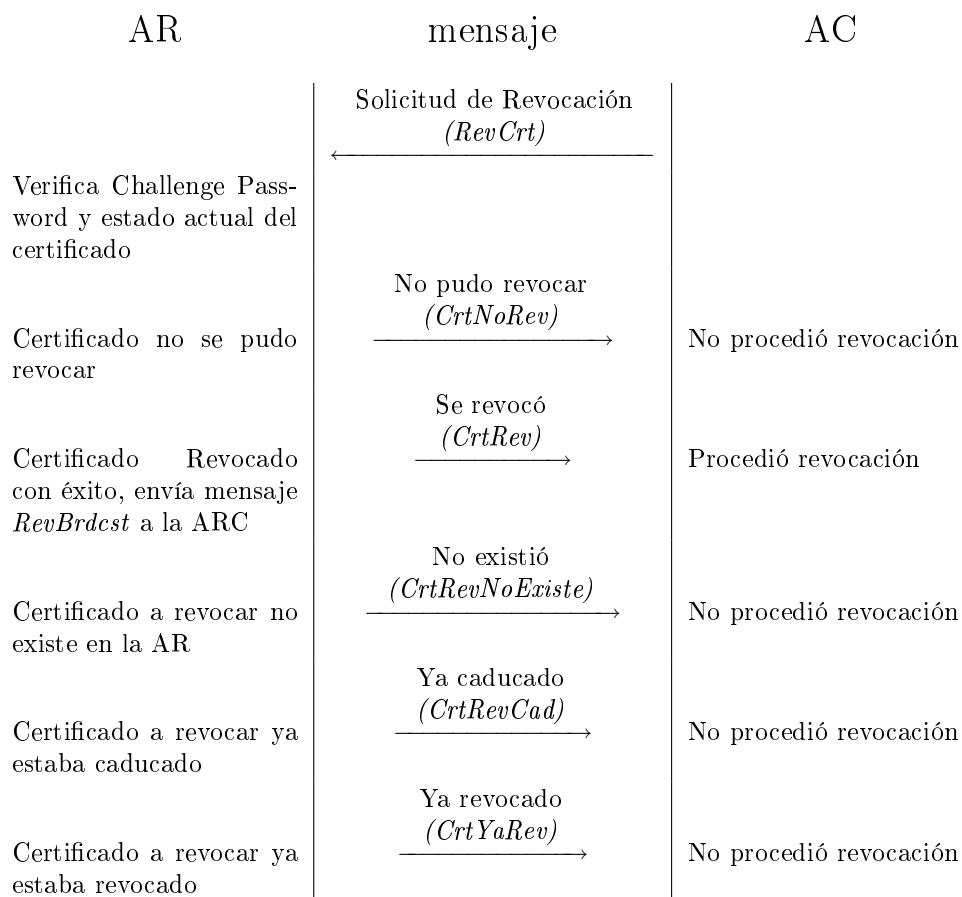 AR mensaje AC
Solicitud de Revocación
(RevCrt)
Verifica Challenge Pass-
word y estado actual del
certificado
No pudo revocar
(CrtNoRev)
Certificado no se pudo
revocar
No procedió revocación
Se revocó
(CrtRev)
Certificado Revocado
con éxito, envía mensaje
RevBrdcst a la ARC
Procedió revocación
No existió
(CrtRevNoExiste)
Certificado a revocar no
existe en la AR
No procedió revocación
Ya caducado
(CrtRevCad)
Certificado a revocar ya
estaba caducado
No procedió revocación
Ya revocado
(CrtYaRev)
Certificado a revocar ya
estaba revocado
No procedió revocación